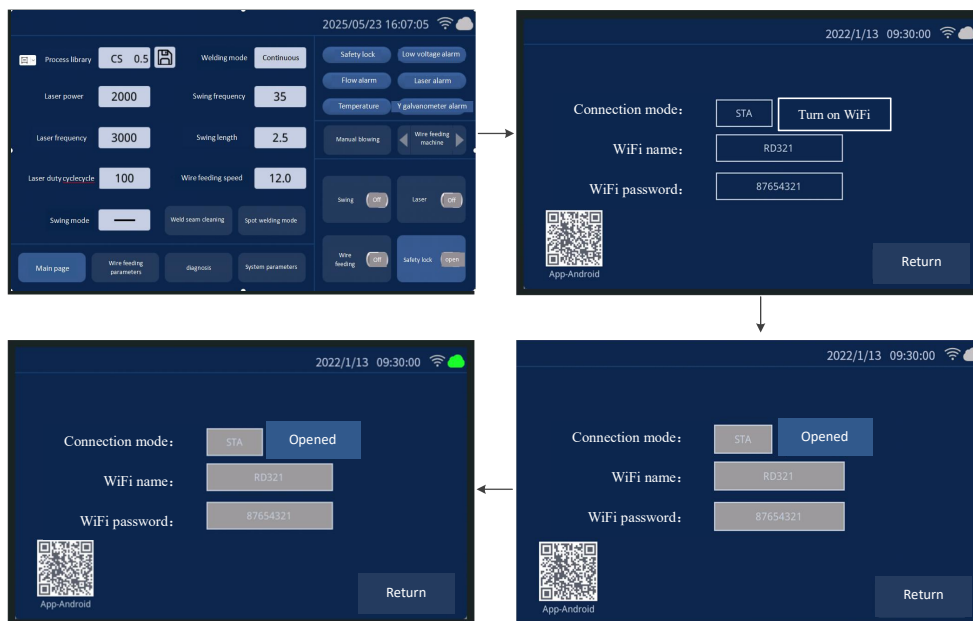 2025/05/23 16:07:05
Process library CS 0.5 Welding mode Continuous
Laser power 2000 Swing frequency 35
Laser frequency 3000 Swing length 2.5
Laser duty cyclecycle 100 Wire feeding speed 12.0
Swing mode Weld seam cleaning Spot welding mode
Main page Wire feeding parameters diagnosis System parameters
Safety lock Low voltage alarm
Flow alarm Laser alarm
Temperature Y galvanometer alarm
Manual blowing Wire feeding machine
Swing Off Laser Off
Wire feeding Off Safety lock open
2022/1/13 09:30:00
Connection mode: STA Turn on WiFi
WiFi name: RD321
WiFi password: 87654321
App-Android
Return
2022/1/13 09:30:00
Connection mode: STA Opened
WiFi name: RD321
WiFi password: 87654321
App-Android
Return
2022/1/13 09:30:00
Connection mode: STA Opened
WiFi name: RD321
WiFi password: 87654321
App-Android
Return